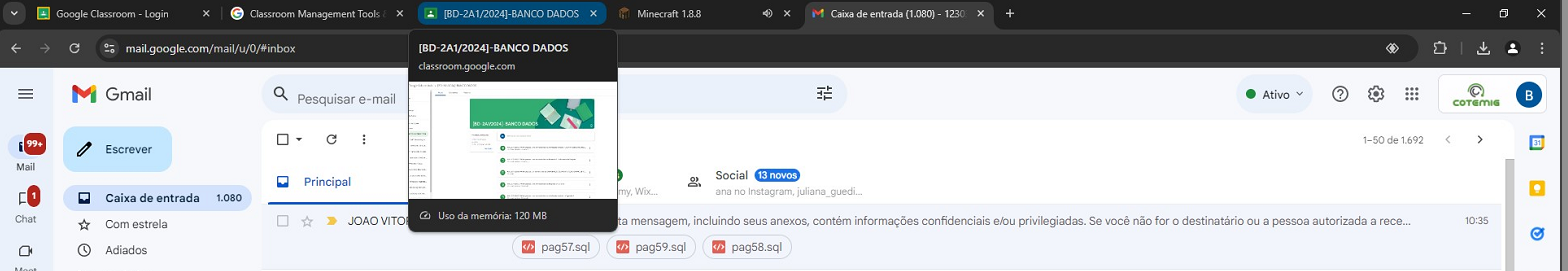 Google Classroom - Login
Classroom Management Tools
[BD-2A1/2024]-BANCO DADOS
Minecraft 1.8.8
Caixa de entrada (1.080) - 1230
mail.google.com/mail/u/0/#inbox
[BD-2A1/2024]-BANCO DADOS
classroom.google.com
[BD-2A1/2024]- BANCO DADOS
Uso da memória: 120 MB
Gmail
Pesquisar e-mail
Ativo
COTEMIG
B
99+
Mail
Escrever
1–50 de 1.692
31
Principal
my, Wix...
Social 13 novos
ana no Instagram, juliana_guedi...
1
Chat
Caixa de entrada 1.080
Com estrela
Adiados
JOAO VITO
ta mensagem, incluindo seus anexos, contém informações confidenciais e/ou privilegiadas. Se você não for o destinatário ou a pessoa autorizada a rece...
10:35
pag57.sql
pag59.sql
pag58.sql